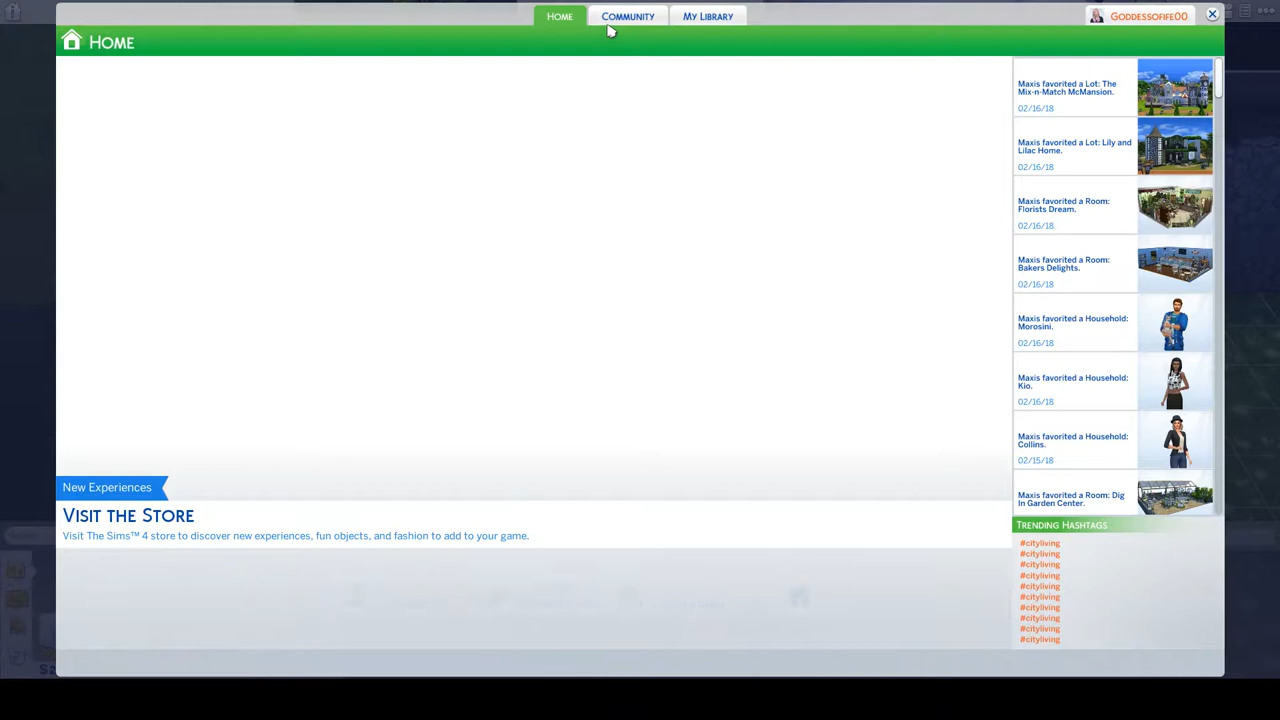 HOME
COMMUNITY
MY LIBRARY
GODDESSOFIFE00
HOME
Maxis favorited a Lot: The
Mix-n-Match McMansion.
02/16/18
Maxis favorited a Lot: Lily and
Lilac Home.
02/16/18
Maxis favorited a Room:
Florists Dream.
02/16/18
Maxis favorited a Room:
Bakers Delights.
02/16/18
Maxis favorited a Household:
Morosini.
02/16/18
Maxis favorited a Household:
Kio.
02/16/18
Maxis favorited a Household:
Collins.
02/15/18
Maxis favorited a Room: Dig
In Garden Center.
New Experiences
VISIT THE STORE
Visit The Sims™ 4 store to discover new experiences, fun objects, and fashion to add to your game.
TRENDING HASHTAGS
#cityliving
#cityliving
#cityliving
#cityliving
#cityliving
#cityliving
#cityliving
#cityliving
#cityliving
#cityliving